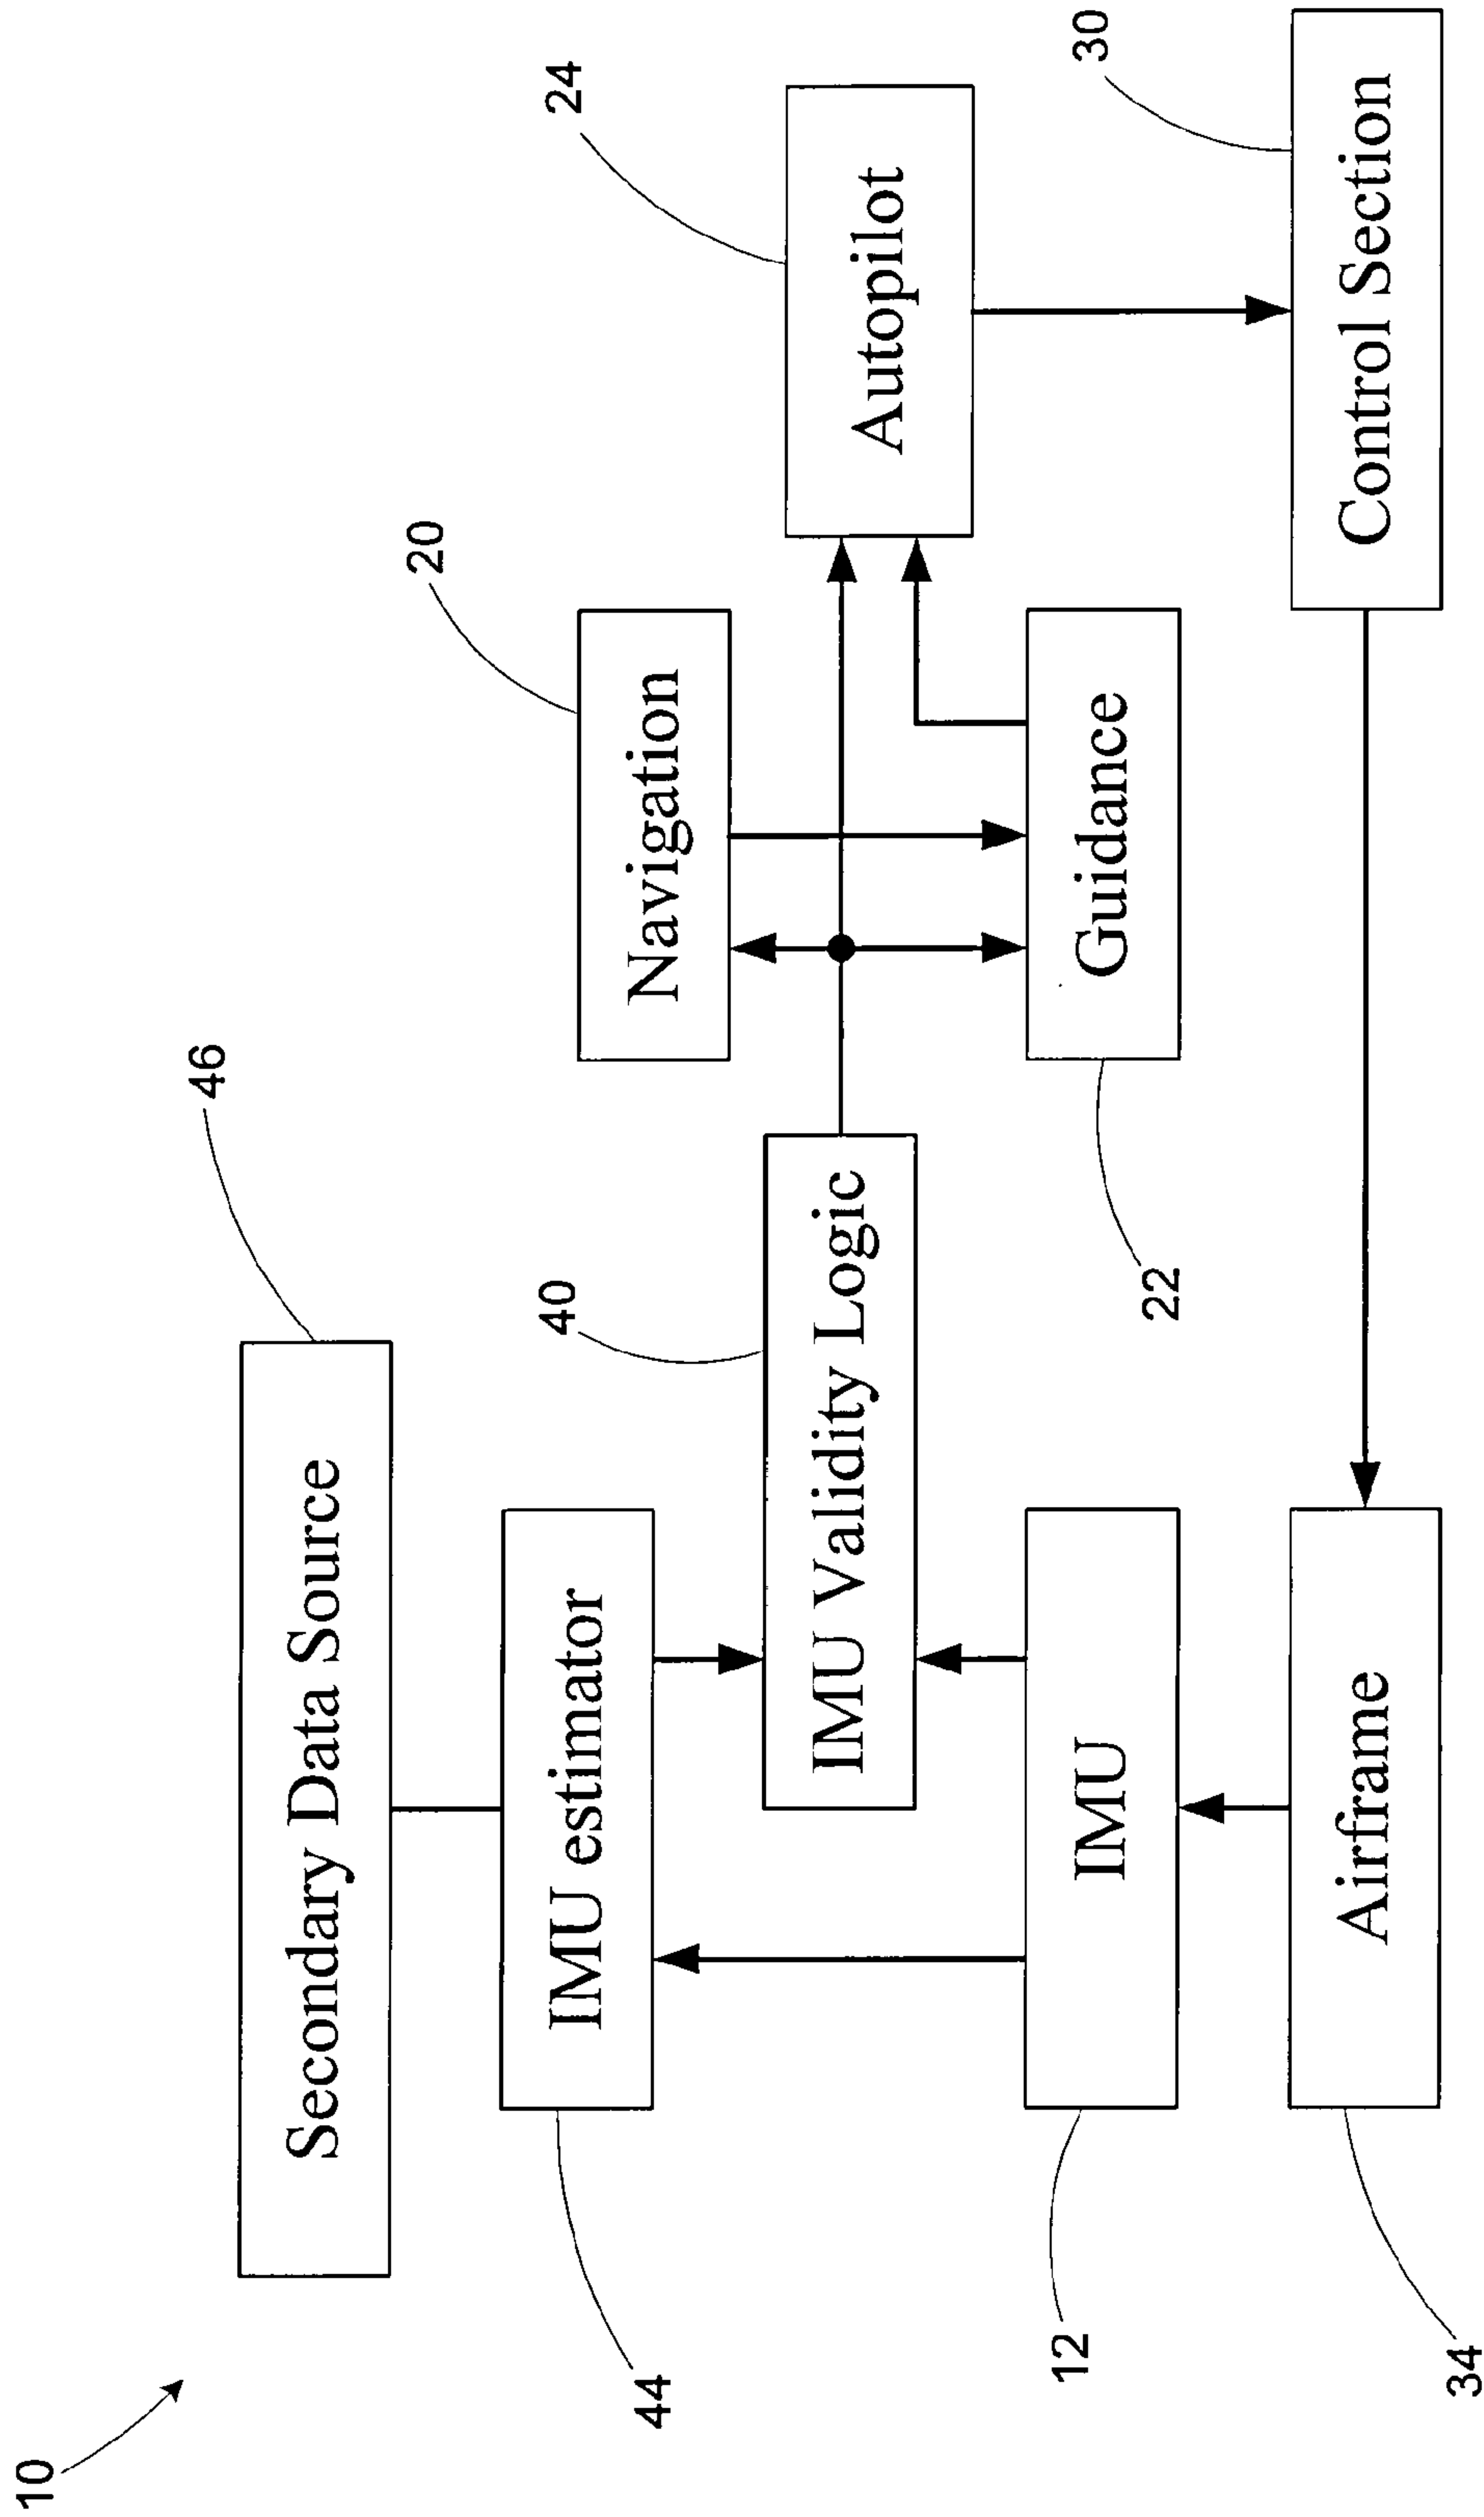 10
46
Secondary Data Source
44
IMU estimator
40
IMU Validity Logic
12
IMU
34
Airframe
20
Navigation
22
Guidance
24
Autopilot
30
Control Section